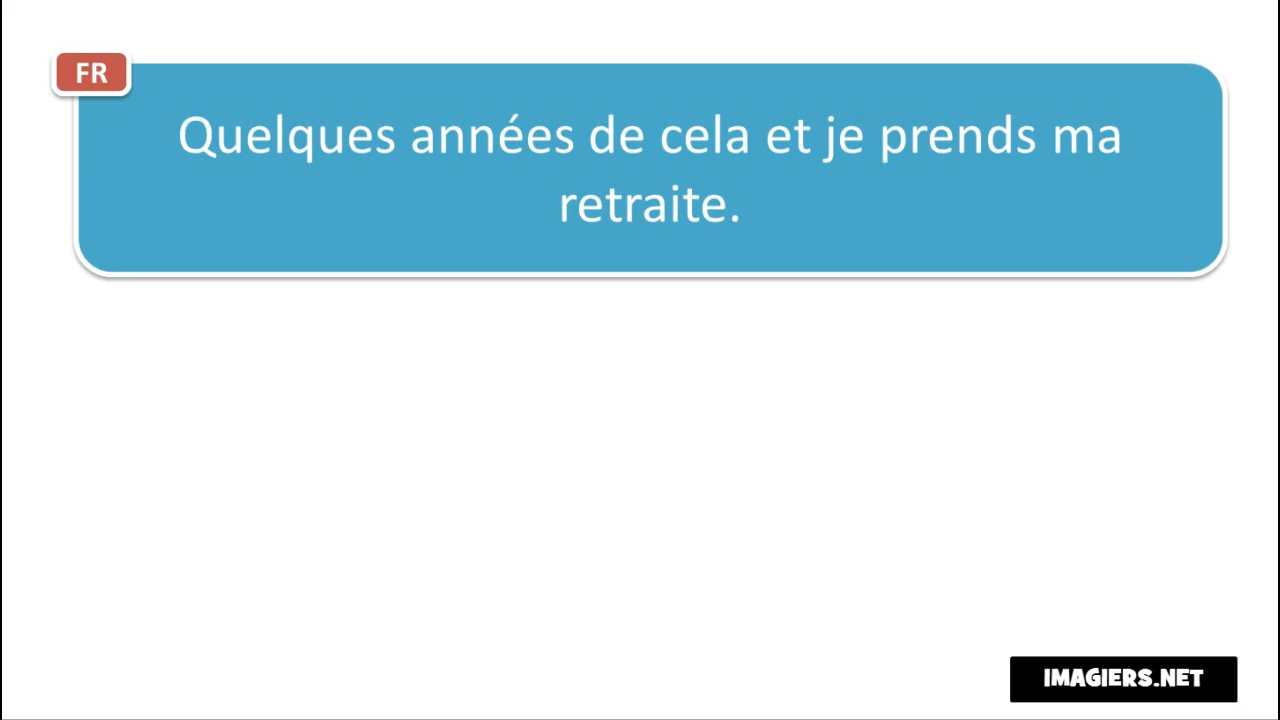 FR
Quelques années de cela et je prends ma
retraite.
IMAGIERS.NET